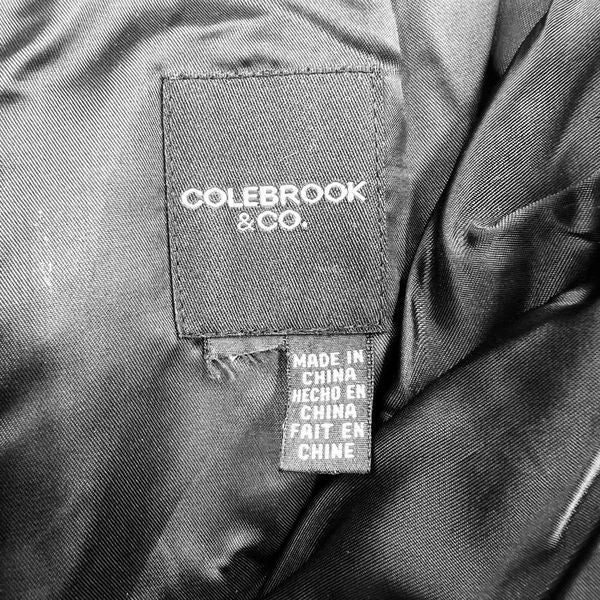 COLEBROOK
&CO.
MADE IN
CHINA
HECHO EN
CHINA
FAIT EN
CHINE